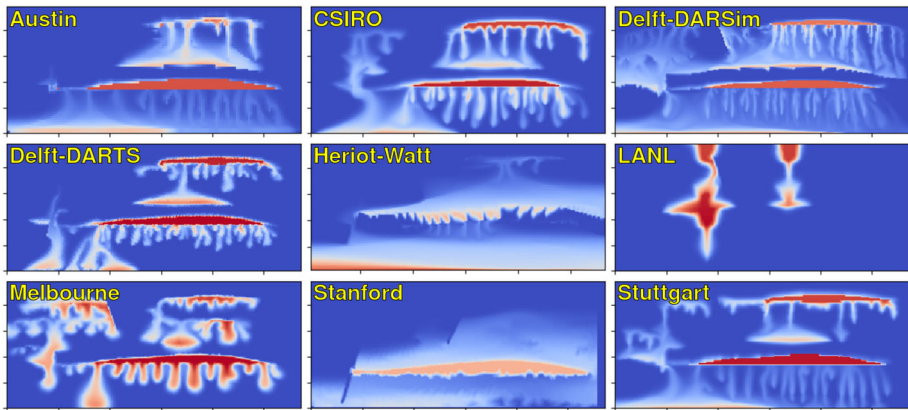 Austin
CSIRO
Delft-DARSim
Delft-DARTS
Heriot-Watt
LANL
Melbourne
Stanford
Stuttgart